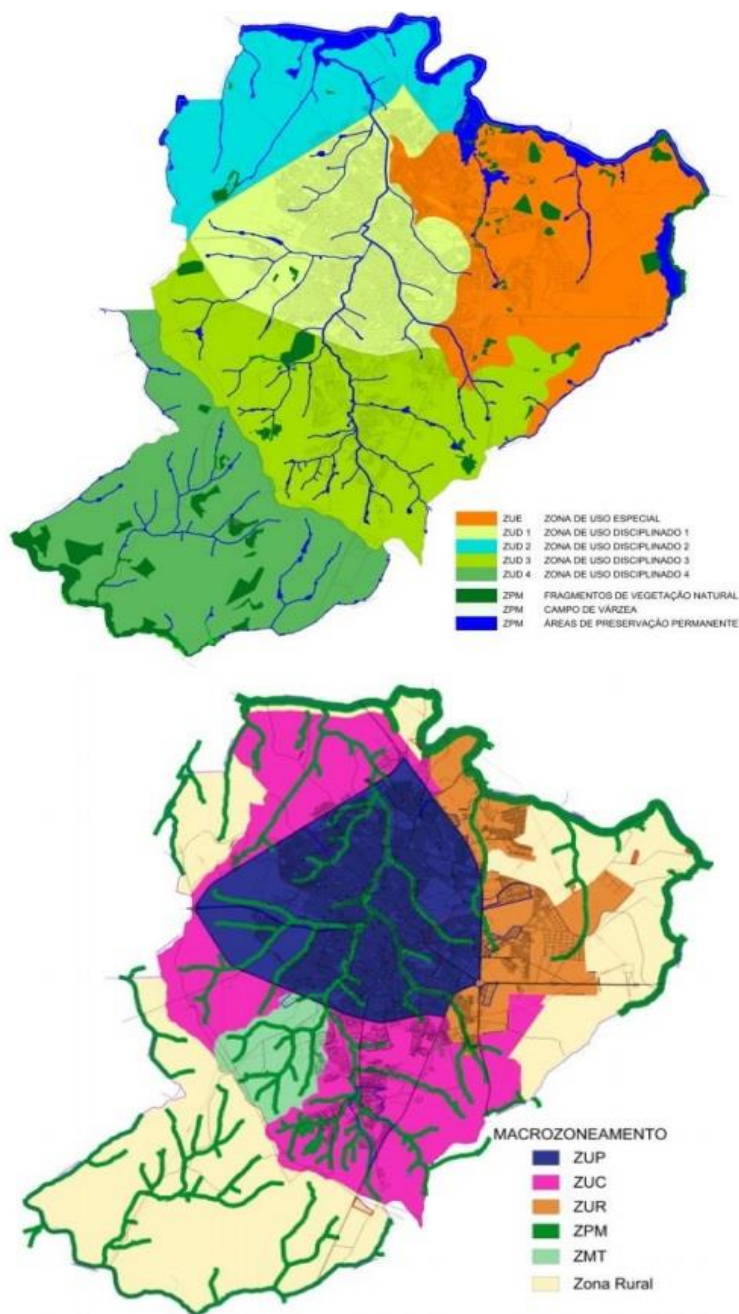 ZUE ZONA DE USO ESPECIAL
ZUD 1 ZONA DE USO DISCIPLINADO 1
ZUD 2 ZONA DE USO DISCIPLINADO 2
ZUD 3 ZONA DE USO DISCIPLINADO 3
ZUD 4 ZONA DE USO DISCIPLINADO 4
ZPM FRAGMENTOS DE VEGETAÇÃO NATURAL
ZPM CAMPO DE VÁRZEA
ZPM ÁREAS DE PRESERVAÇÃO PERMANENTE
MACROZONEAMENTO
ZUP
ZUC
ZUR
ZPM
ZMT
Zona Rural